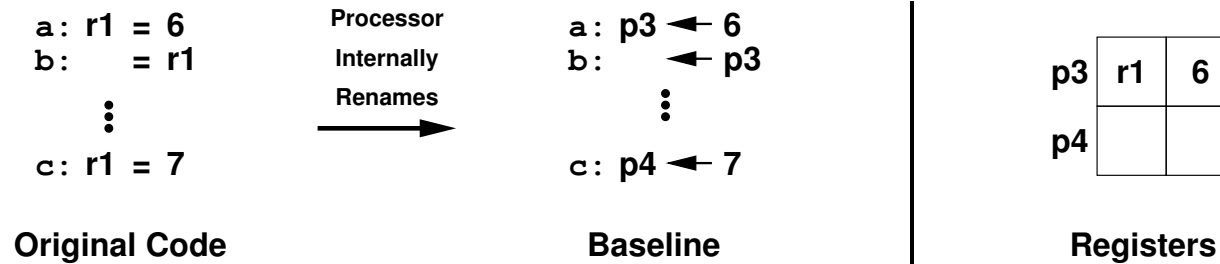 a: r1 = 6
b: = r1
c: r1 = 7
Original Code
Processor
Internally
Renames
a: p3 ← 6
b: ← p3
c: p4 ← 7
Baseline
p3 r1 6
p4
Registers